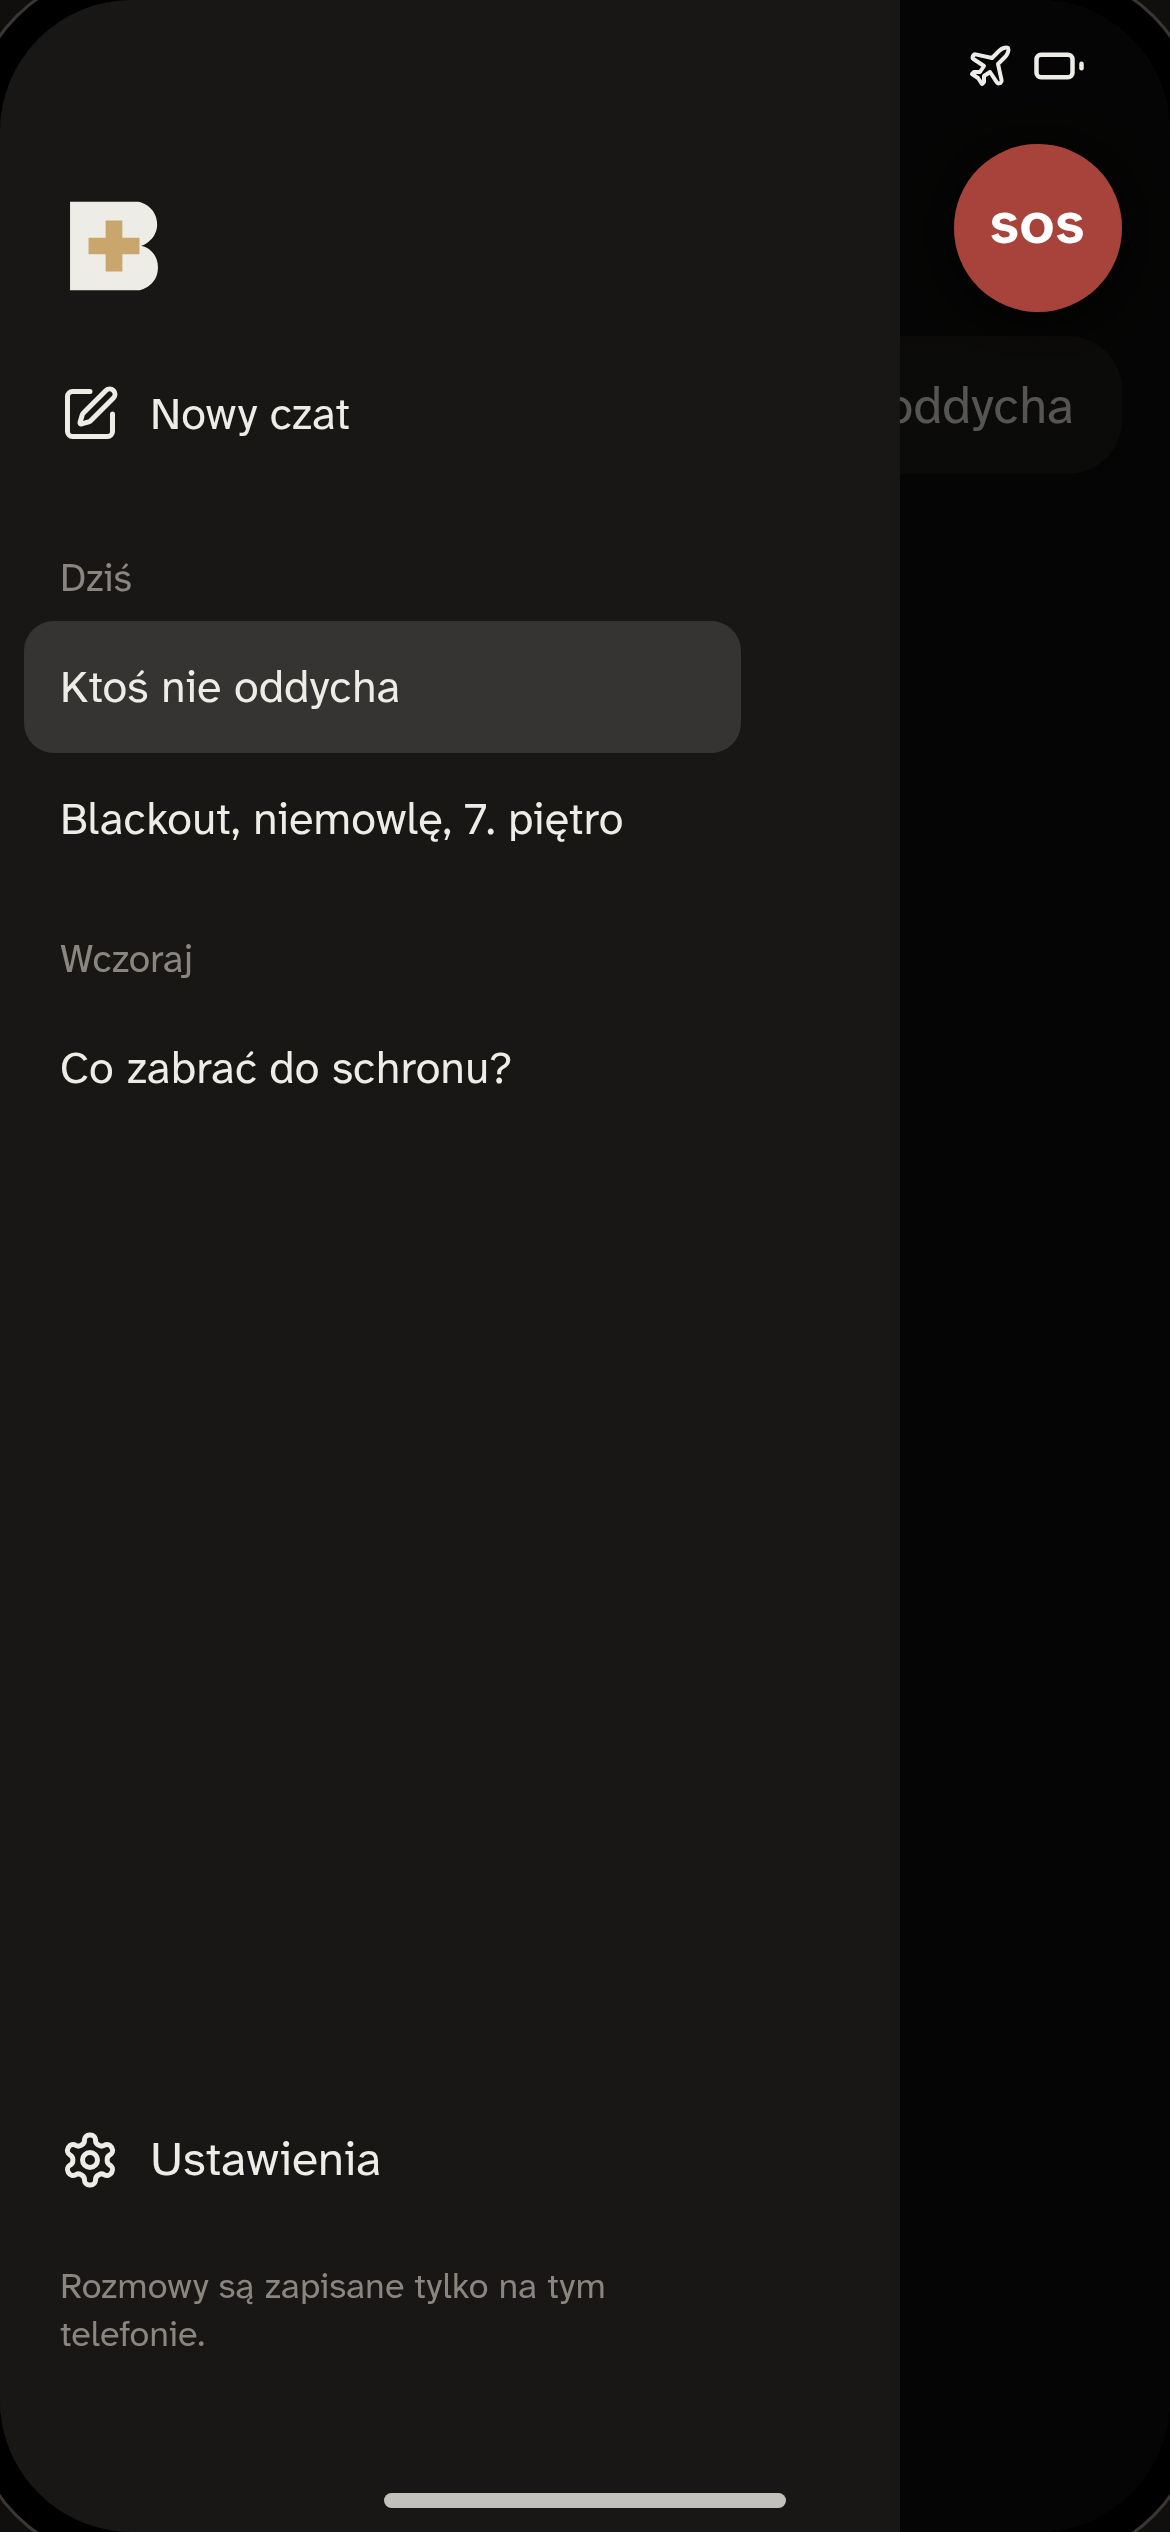 SOS
B
Nowy czat
oddycha
Dziś
Ktoś nie oddycha
Blackout, niemowlę, 7. piętro
Wczoraj
Co zabrać do schronu?
Ustawienia
Rozmowy są zapisane tylko na tym
telefonie.